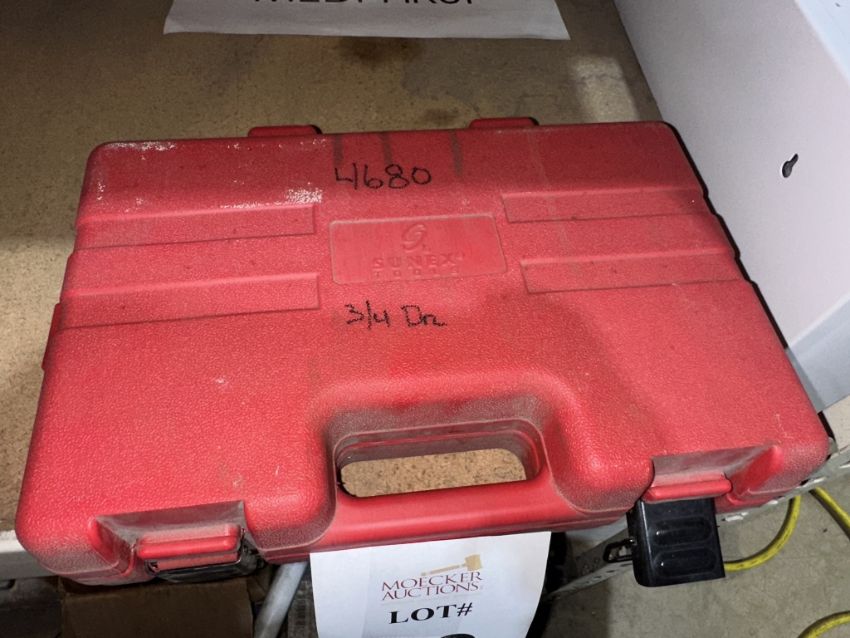 4680
SUNEX
TOOLS
3/4 Dr.
MOECKER
AUCTIONS
LOT#